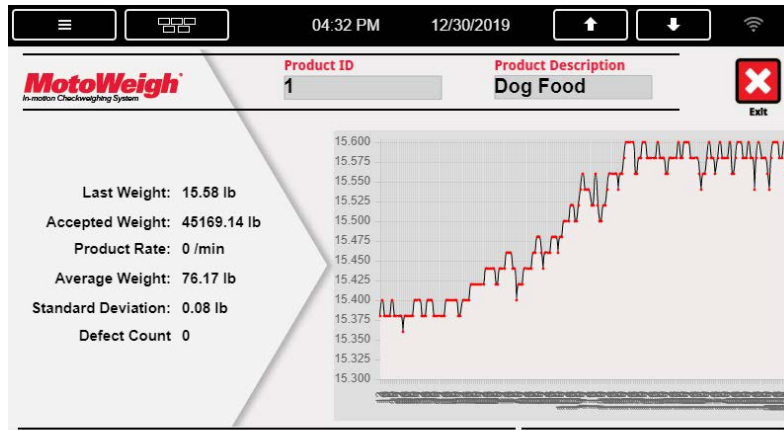 04:32 PM 12/30/2019
MotoWeigh
In-motion Checkweighing System
Product ID
1
Product Description
Dog Food
Exit
Last Weight: 15.58 lb
Accepted Weight: 45169.14 lb
Product Rate: 0 /min
Average Weight: 76.17 lb
Standard Deviation: 0.08 lb
Defect Count 0
15.600
15.575
15.550
15.525
15.500
15.475
15.450
15.425
15.400
15.375
15.350
15.325
15.300